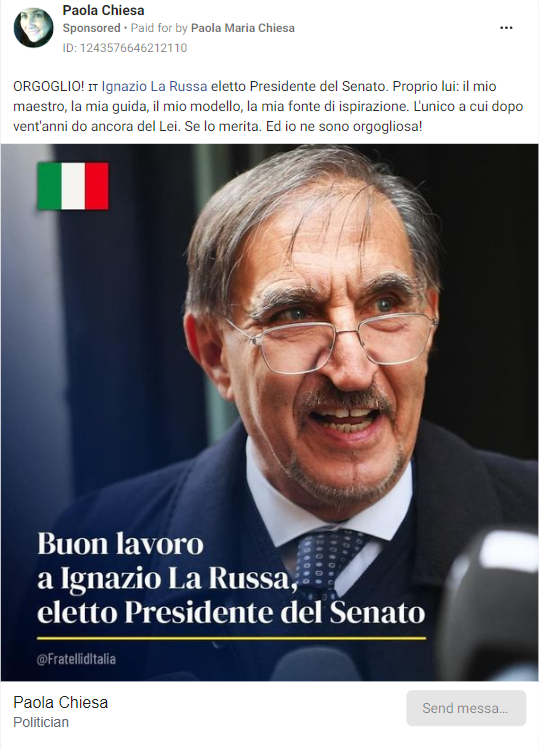 Paola Chiesa
Sponsored • Paid for by Paola Maria Chiesa
ID: 1243576646212110
ORGOGLIO! IT Ignazio La Russa eletto Presidente del Senato. Proprio lui: il mio
maestro, la mia guida, il mio modello, la mia fonte di ispirazione. L'unico a cui dopo
vent'anni do ancora del Lei. Se lo merita. Ed io ne sono orgogliosa!
Buon lavoro
a Ignazio La Russa,
eletto Presidente del Senato
@FratellidItalia
Paola Chiesa
Politician
Send messa...